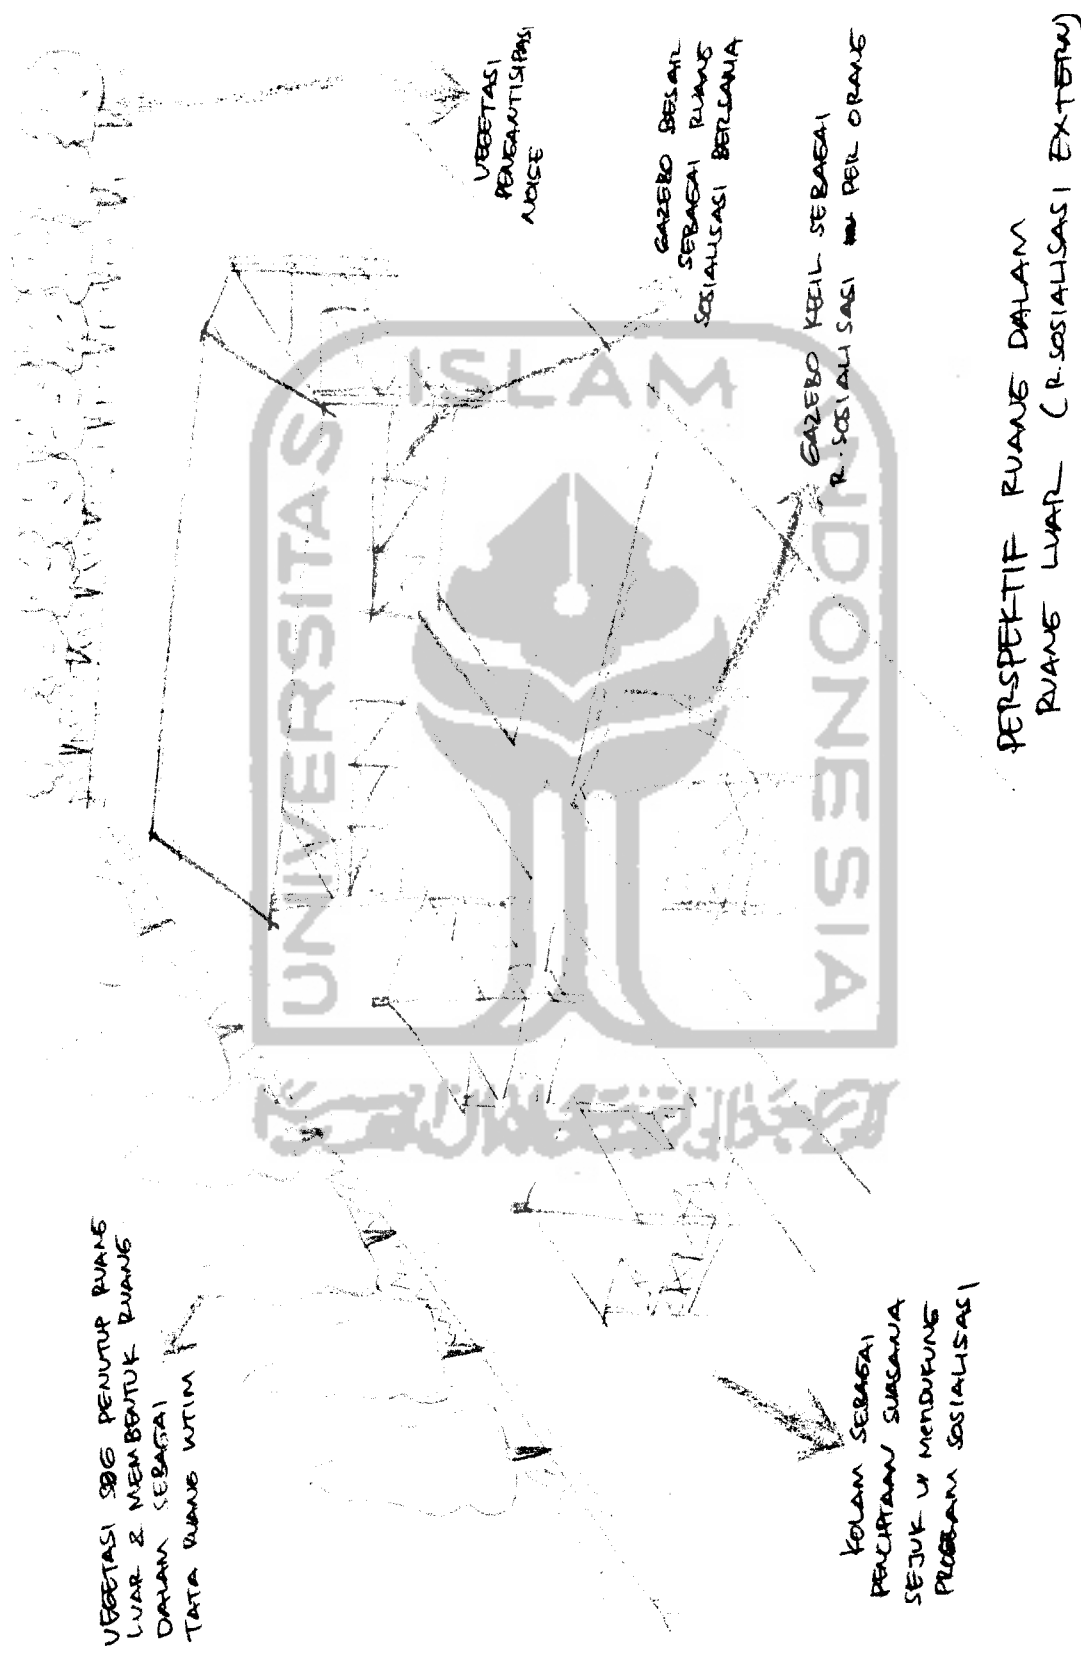 VEGETASI SBG PENUTUP RUANG
LUAR & MEMBENTUK RUANG
DALAM SEBAGAI
TATA RUANG INTIM
VEGETASI
PENGANTISIPASI
NOISE
GAZEBO BESAR
SEBAGAI RUANG
SOSIALISASI BERSAMA
GAZEBO KECIL SEBAGAI
R. SOSIALISASI PER ORANG
KOLAM SEBAGAI
PENCIPTAAN SUASANA
SEJUK U/ MENDUKUNG
PROGRAM SOSIALISASI
PERSPEKTIF RUANG DALAM
RUANG LUAR (R. SOSIALISASI EXTERN)
UNIVERSITAS
ISLAM
INDONESIA